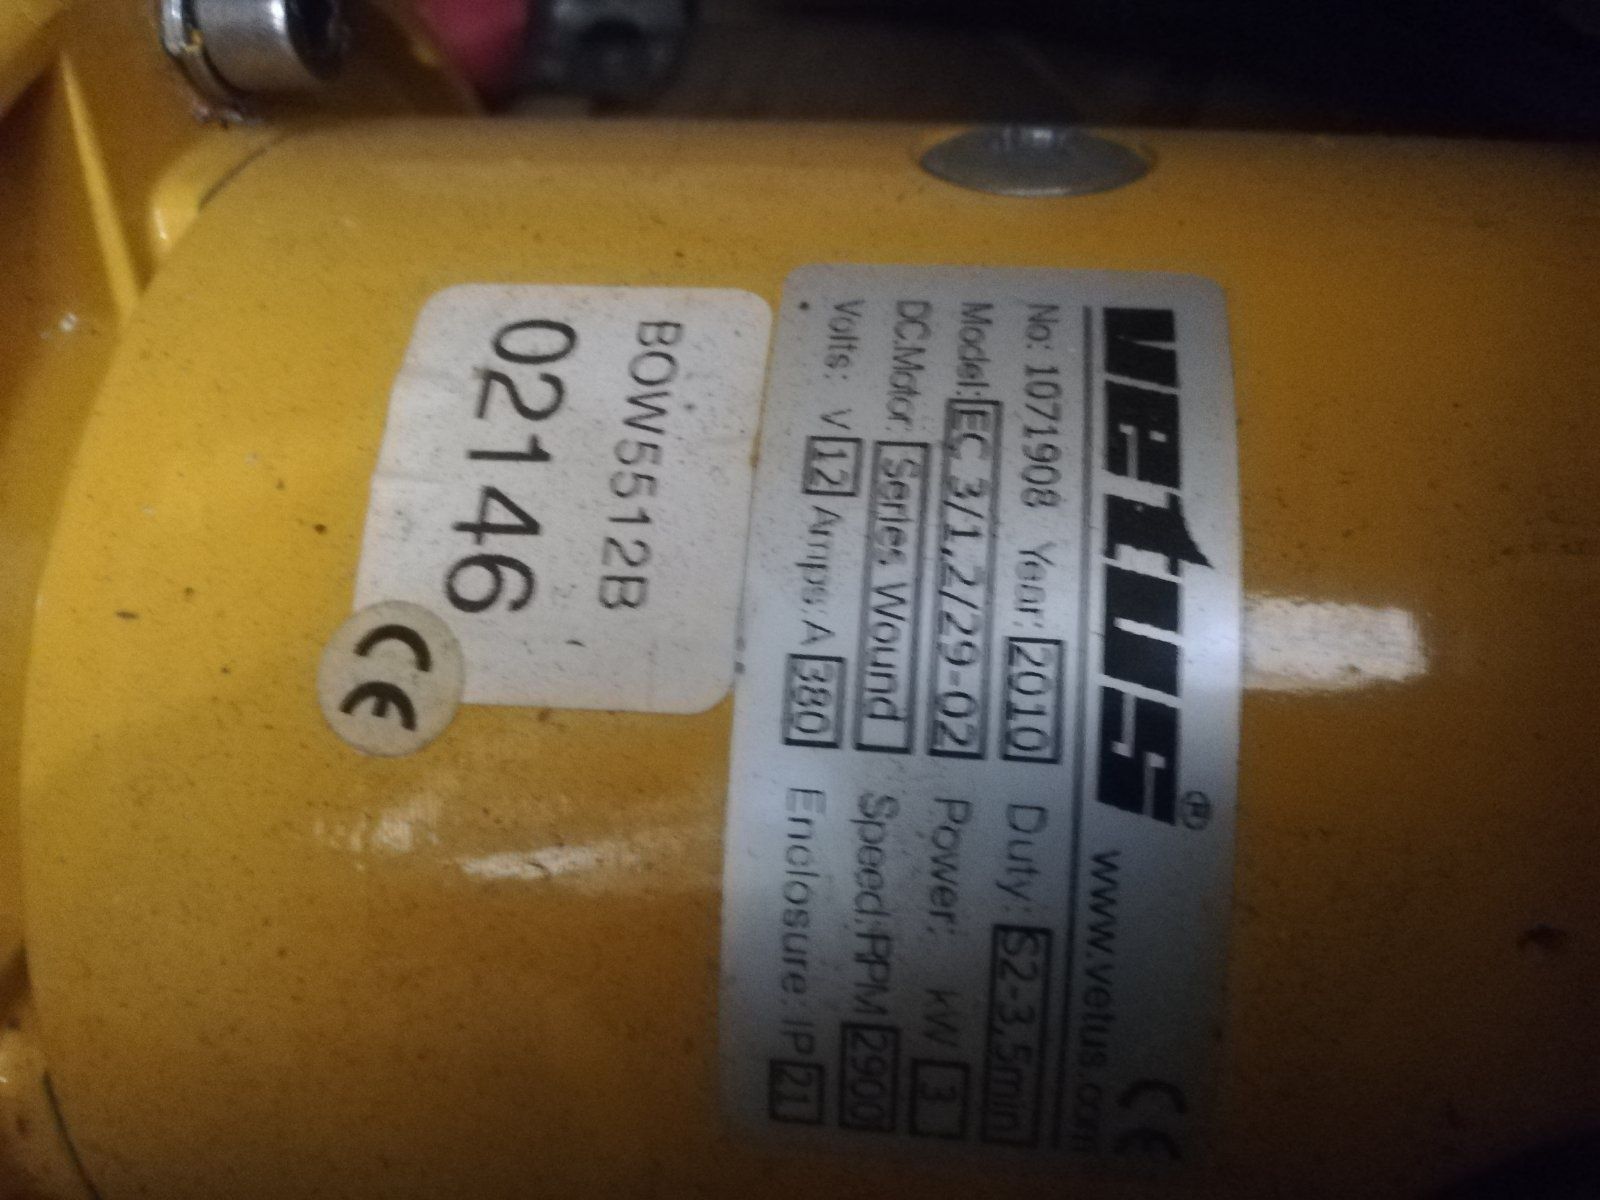 vetus® www.vetus.com CE
No: 1071908 Year: 2010 Duty: S2-3,5min
Model: EC 3/1,2/29-02 Power: kW 3
DC.Motor: Series Wound Speed:RPM 2900
Volts: V 12 Amps:A 380 Enclosure: IP 21
BOW5512B
02146
CE